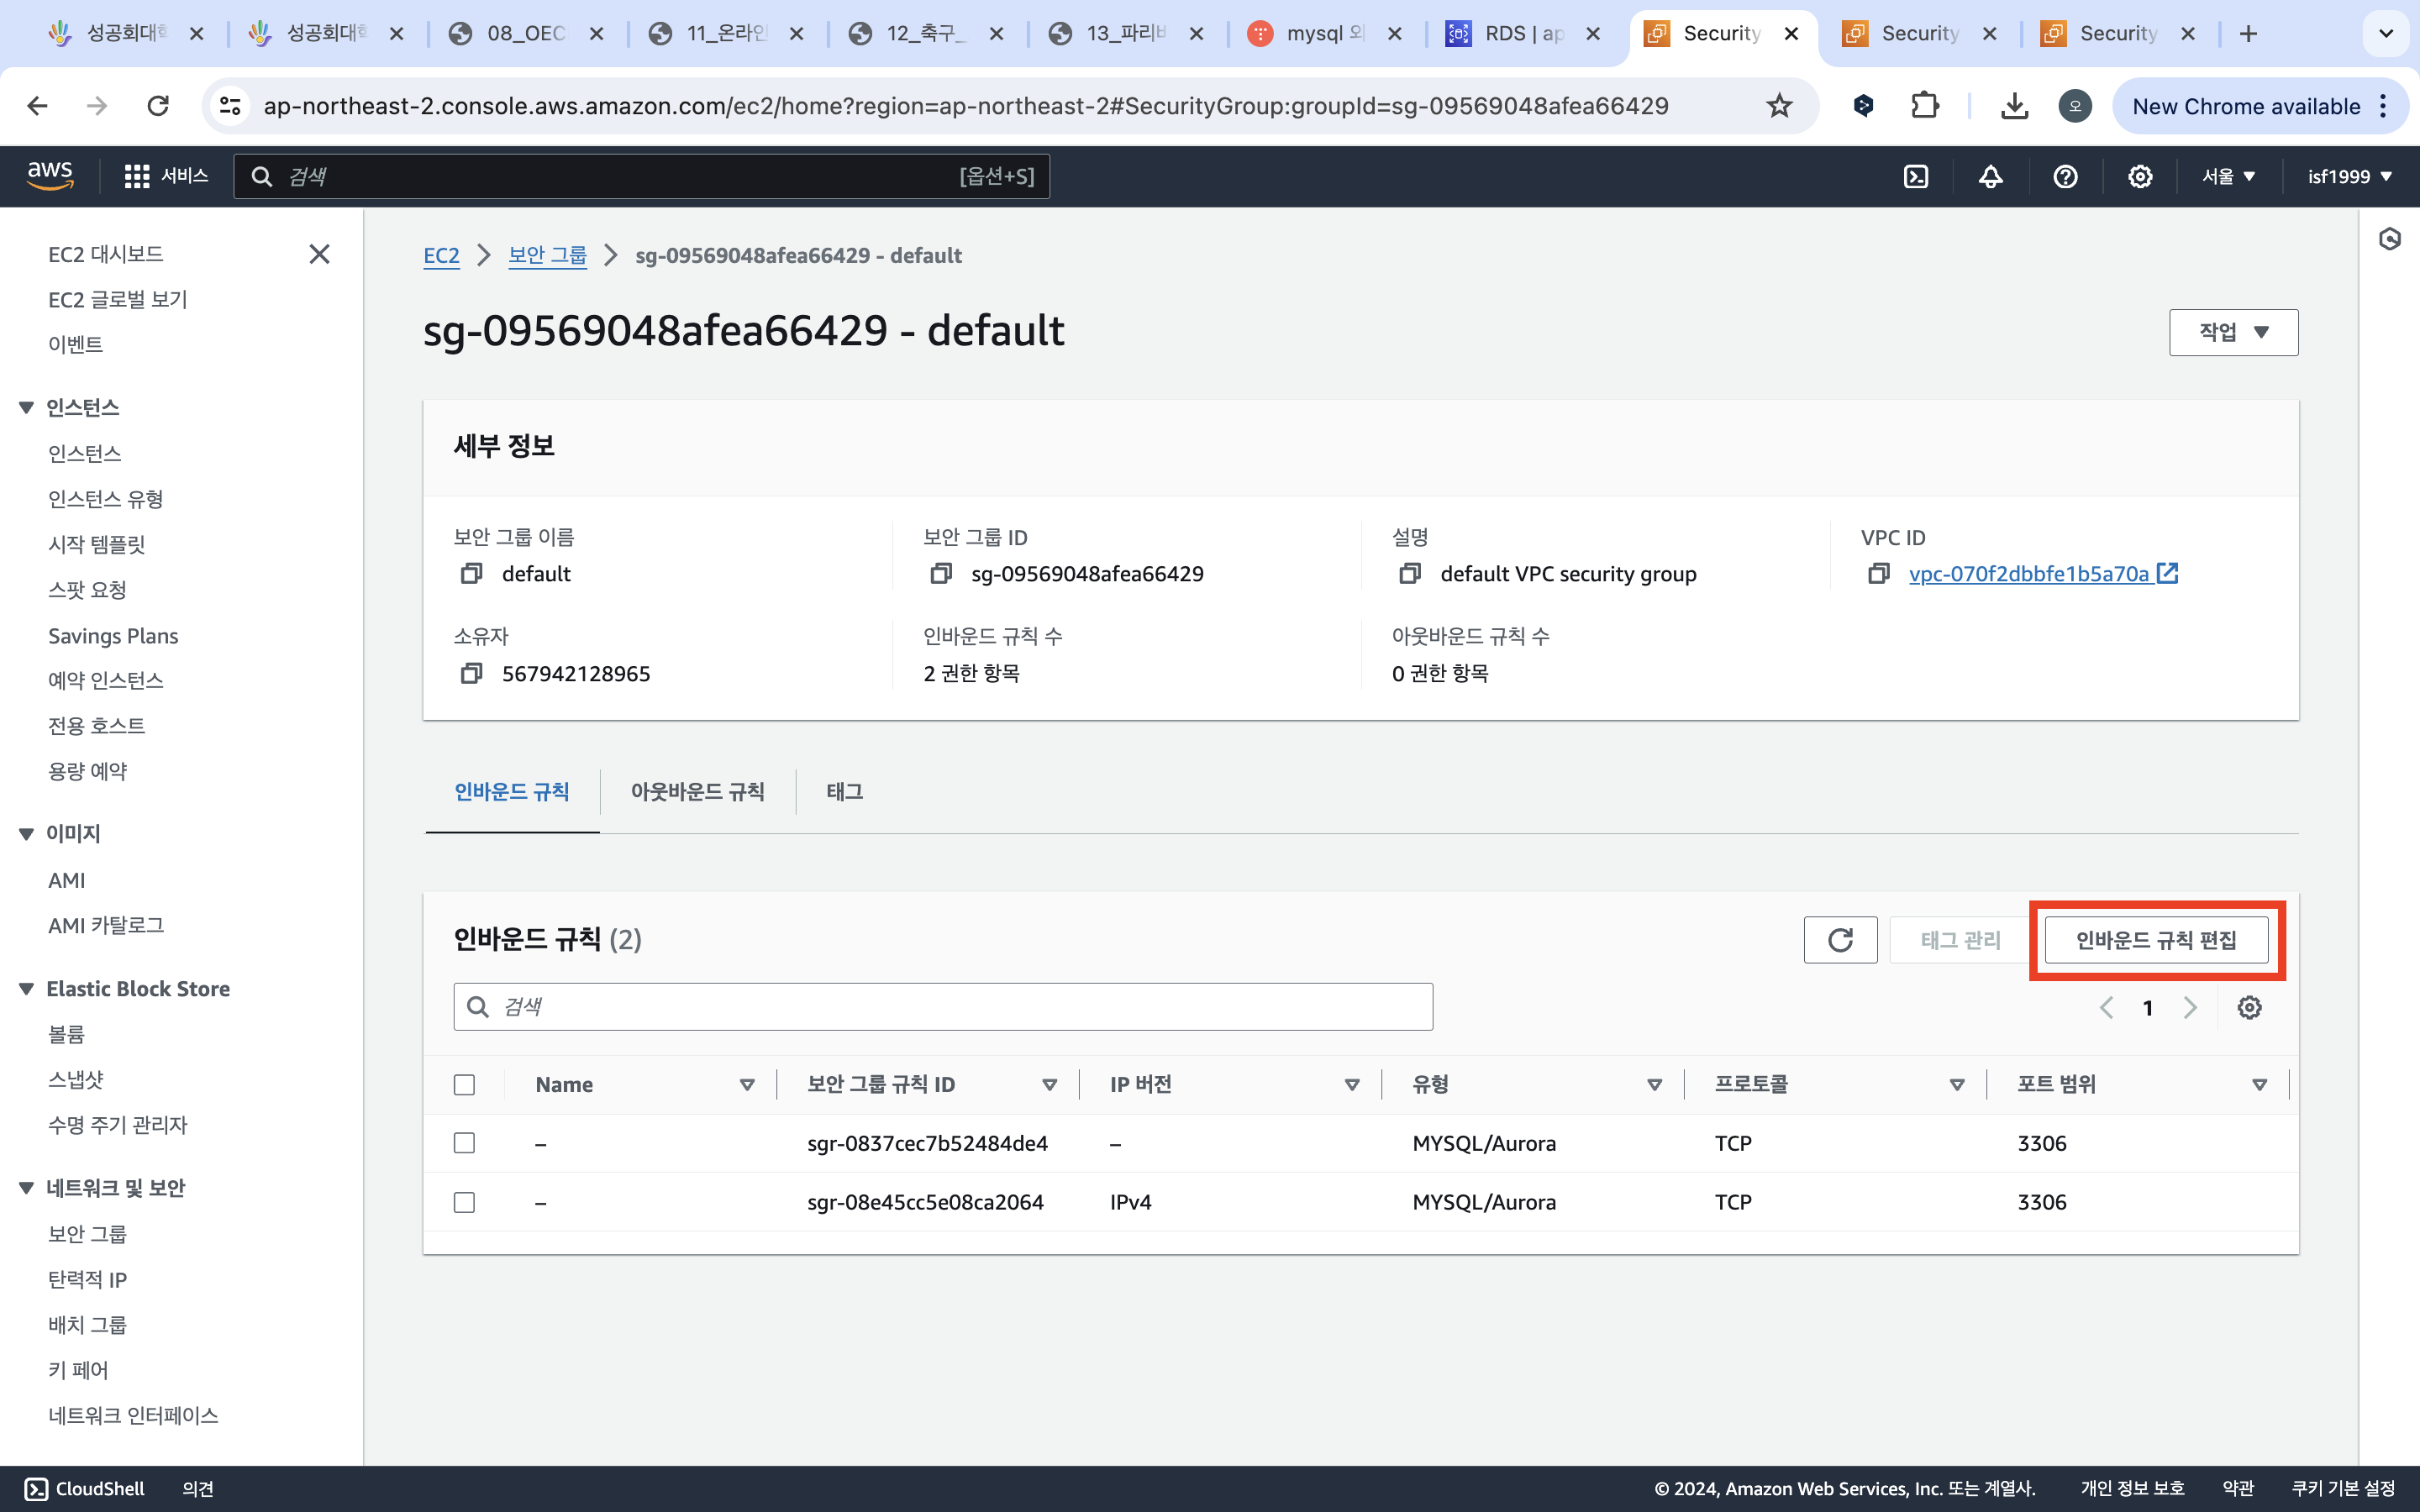 성공회대학
성공회대학
08_OEC
11_온라인
12_축구_
13_파리바
mysql 외
RDS | ap
Security
Security
Security
ap-northeast-2.console.aws.amazon.com/ec2/home?region=ap-northeast-2#SecurityGroup:groupId=sg-09569048afea66429
오
New Chrome available
aws
서비스
검색
[옵션+S]
서울
isf1999
EC2 대시보드
EC2 글로벌 보기
이벤트
인스턴스
인스턴스
인스턴스 유형
시작 템플릿
스팟 요청
Savings Plans
예약 인스턴스
전용 호스트
용량 예약
이미지
AMI
AMI 카탈로그
Elastic Block Store
볼륨
스냅샷
수명 주기 관리자
네트워크 및 보안
보안 그룹
탄력적 IP
배치 그룹
키 페어
네트워크 인터페이스
EC2
보안 그룹
sg-09569048afea66429 - default
sg-09569048afea66429 - default
작업
세부 정보
보안 그룹 이름
default
보안 그룹 ID
sg-09569048afea66429
설명
default VPC security group
VPC ID
vpc-070f2dbbfe1b5a70a
소유자
567942128965
인바운드 규칙 수
2 권한 항목
아웃바운드 규칙 수
0 권한 항목
인바운드 규칙
아웃바운드 규칙
태그
인바운드 규칙 (2)
태그 관리
인바운드 규칙 편집
검색
1
Name 보안 그룹 규칙 ID IP 버전 유형 프로토콜 포트 범위
– sgr-0837cec7b52484de4 – MYSQL/Aurora TCP 3306
– sgr-08e45cc5e08ca2064 IPv4 MYSQL/Aurora TCP 3306
CloudShell
의견
© 2024, Amazon Web Services, Inc. 또는 계열사.
개인 정보 보호
약관
쿠키 기본 설정